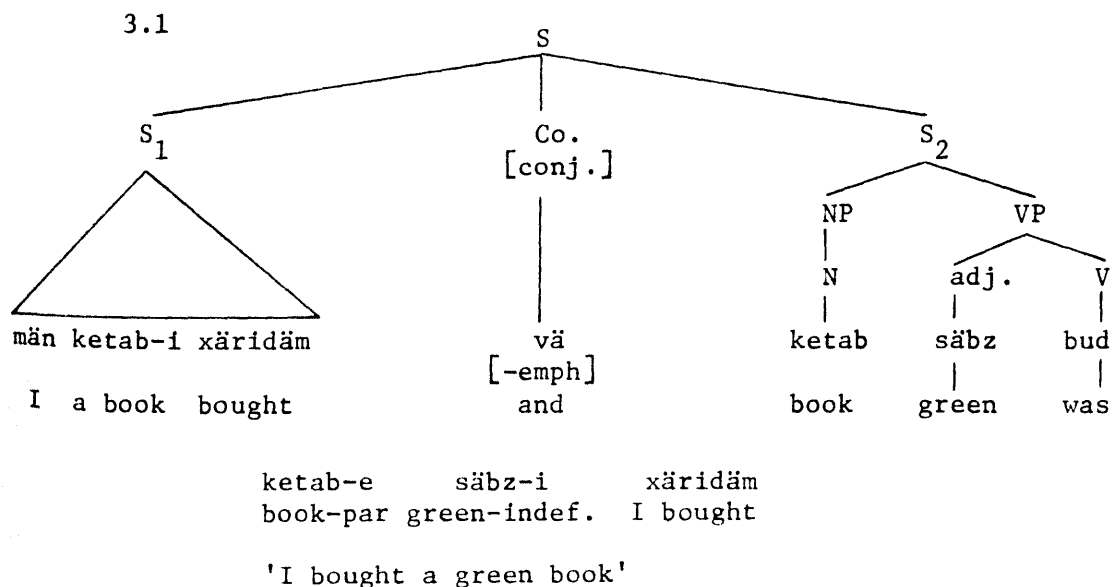 3.1
S
S1 Co. S2
[conj.]
NP VP
N adj. V
män ketab-i xäridäm vä ketab säbz bud
[-emph]
I a book bought and book green was
ketab-e säbz-i xäridäm
book-par green-indef. I bought
'I bought a green book'